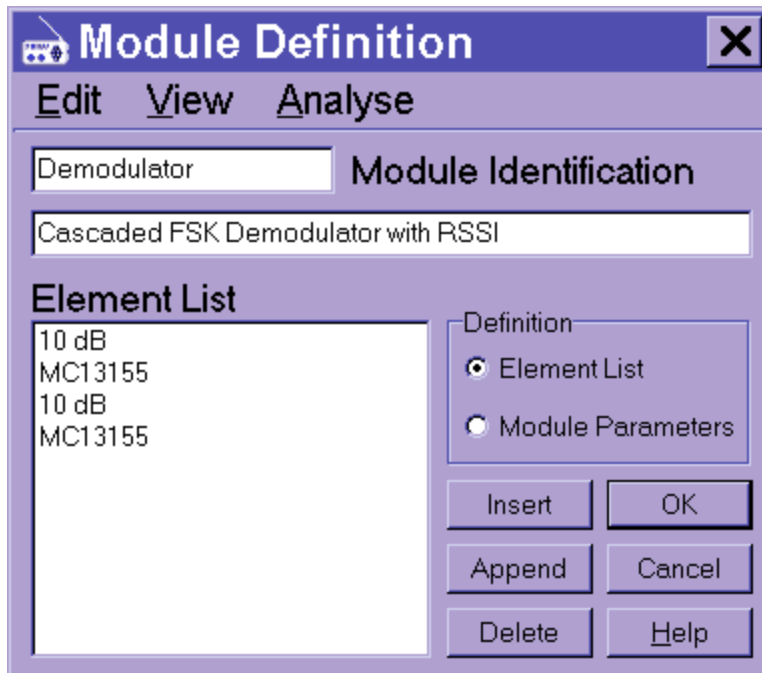 Module Definition
Edit View Analyse
Demodulator
Module Identification
Cascaded FSK Demodulator with RSSI
Element List
10 dB
MC13155
10 dB
MC13155
Definition
Element List
Module Parameters
Insert
OK
Append
Cancel
Delete
Help